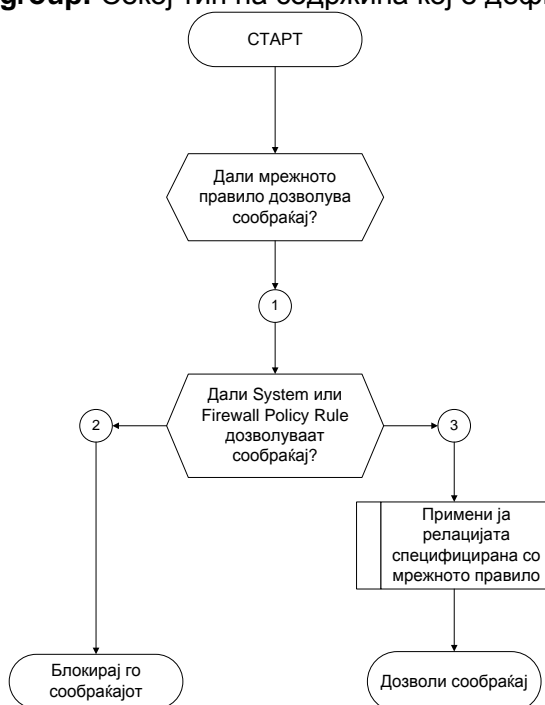 group.
СТАРТ
Дали мрежното
правило дозволува
сообраќај?
1
Дали System или
Firewall Policy Rule
дозволуваат
сообраќај?
2
3
Примени ја
релацијата
специфицирана со
мрежното правило
Блокирај го
сообраќајот
Дозволи сообраќај